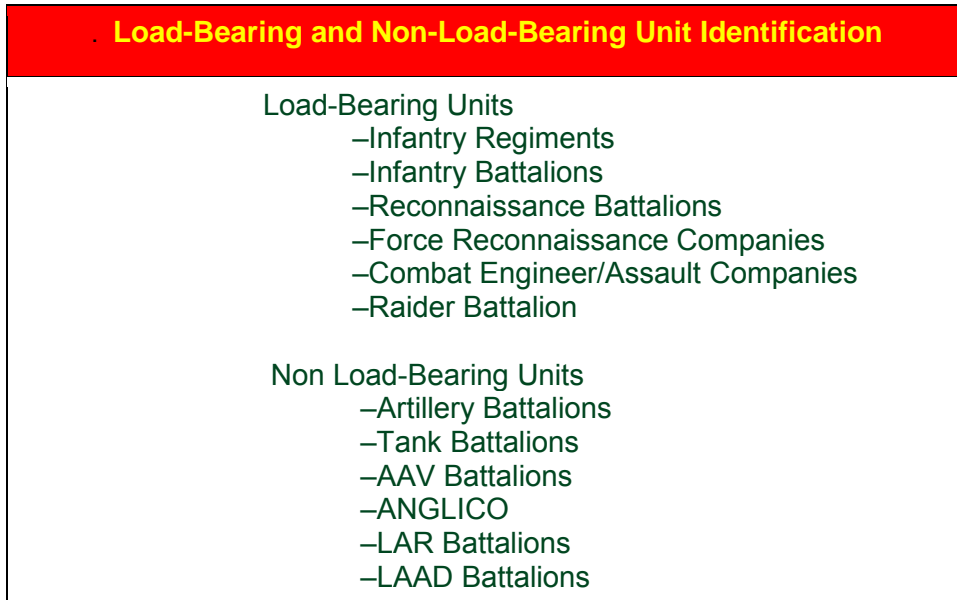 . Load-Bearing and Non-Load-Bearing Unit Identification
Load-Bearing Units
–Infantry Regiments
–Infantry Battalions
–Reconnaissance Battalions
–Force Reconnaissance Companies
–Combat Engineer/Assault Companies
–Raider Battalion
Non Load-Bearing Units
–Artillery Battalions
–Tank Battalions
–AAV Battalions
–ANGLICO
–LAR Battalions
–LAAD Battalions